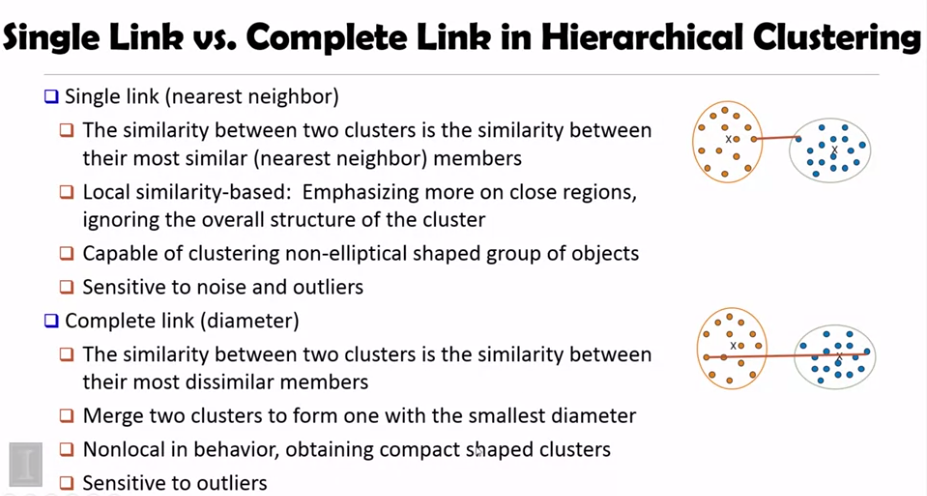 Single Link vs. Complete Link in Hierarchical Clustering
Single link (nearest neighbor)
The similarity between two clusters is the similarity between
their most similar (nearest neighbor) members
Local similarity-based: Emphasizing more on close regions,
ignoring the overall structure of the cluster
Capable of clustering non-elliptical shaped group of objects
Sensitive to noise and outliers
Complete link (diameter)
The similarity between two clusters is the similarity between
their most dissimilar members
Merge two clusters to form one with the smallest diameter
Nonlocal in behavior, obtaining compact shaped clusters
Sensitive to outliers
X
X
X
X
I